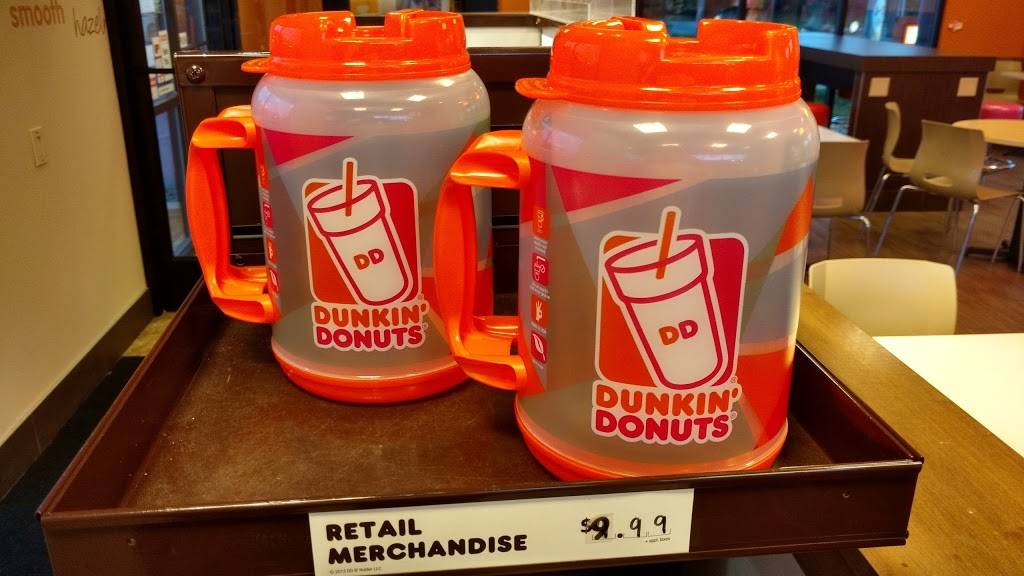 smooth
DD
DUNKIN'
DONUTS
DD
DUNKIN'
DONUTS
RETAIL
MERCHANDISE
$9.99